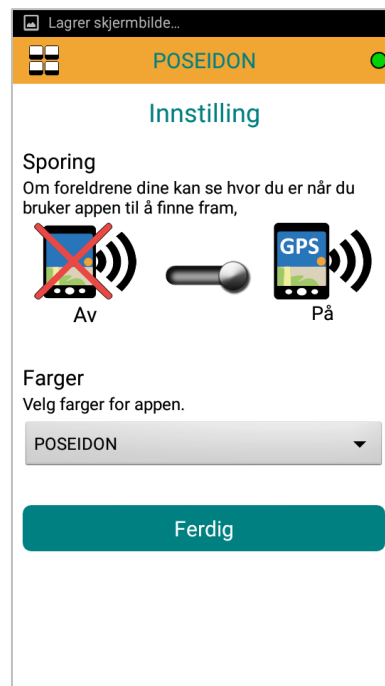 Lagrer skjermbilde...
POSEIDON
Innstilling
Sporing
Om foreldrene dine kan se hvor du er når du
bruker appen til å finne fram,
GPS
Av
På
Farger
Velg farger for appen.
POSEIDON
Ferdig